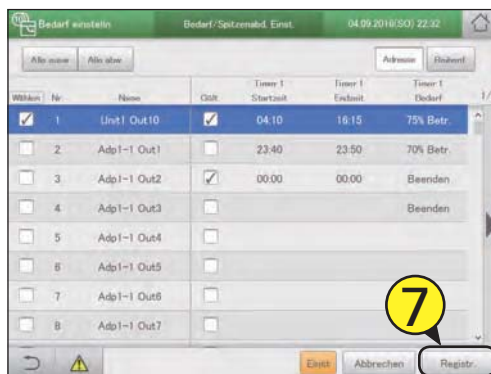 Bedarf einstelln Bedarf/Spitzenabd. Einst. 04.09.2016(SO) 22:32
Alle ausw Alle abw Adresse
1/
Timer 1 Timer 1 Timer 1
Wählen Nr. Name Gült. Startzeit Endzeit Bedarf
1 Unit1 Out10 04:10 16:15 75% Betr.
2 Adp1-1 Out1 23:40 23:50 70% Betr.
3 Adp1-1 Out2 00:00 00:00 Beenden
4 Adp1-1 Out3 Beenden
5 Adp1-1 Out4
6 Adp1-1 Out5
7 Adp1-1 Out6
8 Adp1-1 Out7
7
Einst Abbrechen Registr.